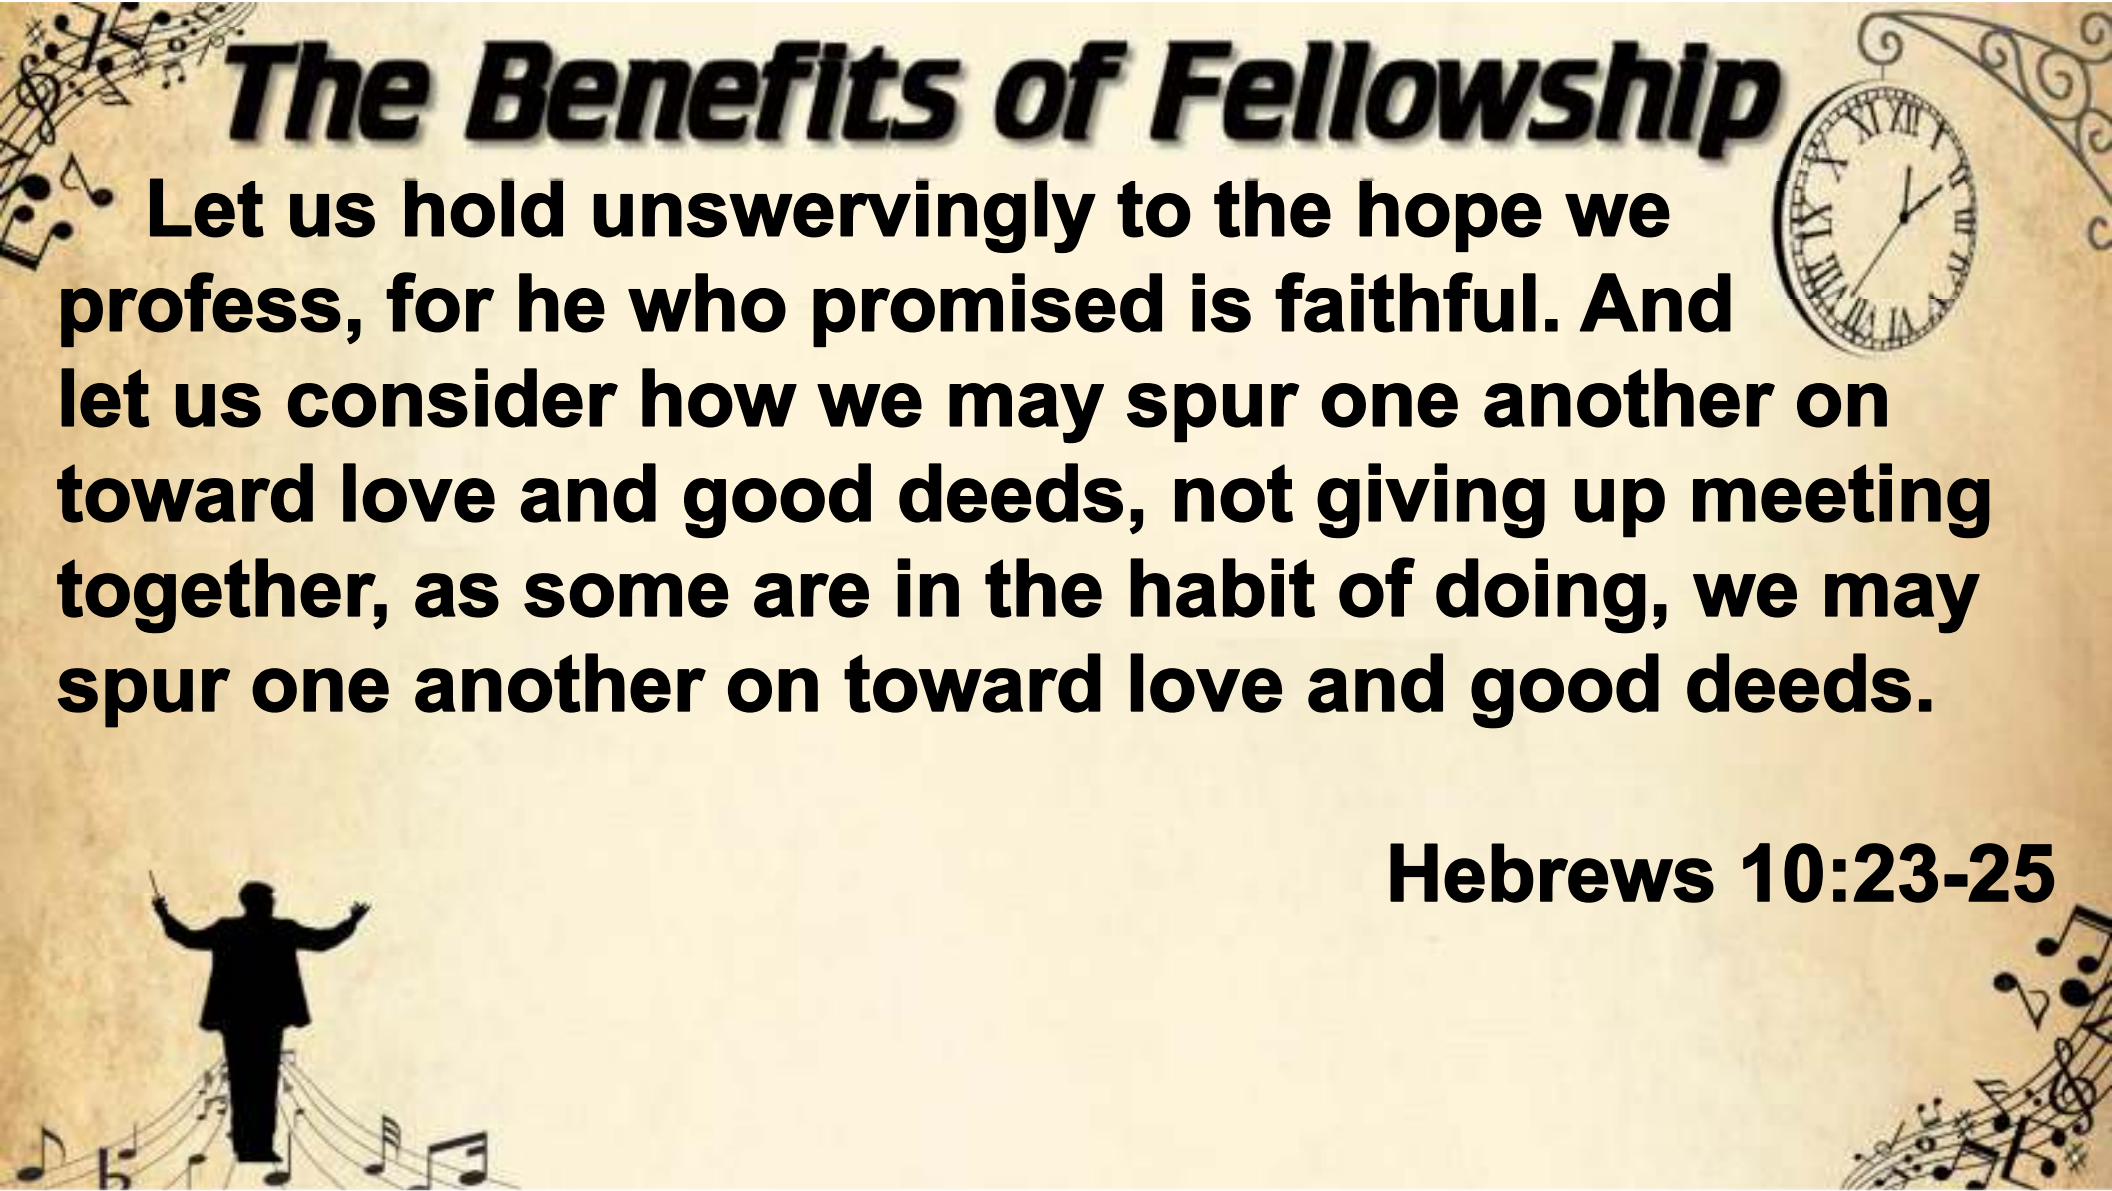 The Benefits of Fellowship
Let us hold unswervingly to the hope we
profess, for he who promised is faithful. And
let us consider how we may spur one another on
toward love and good deeds, not giving up meeting
together, as some are in the habit of doing, we may
spur one another on toward love and good deeds.
Hebrews 10:23-25